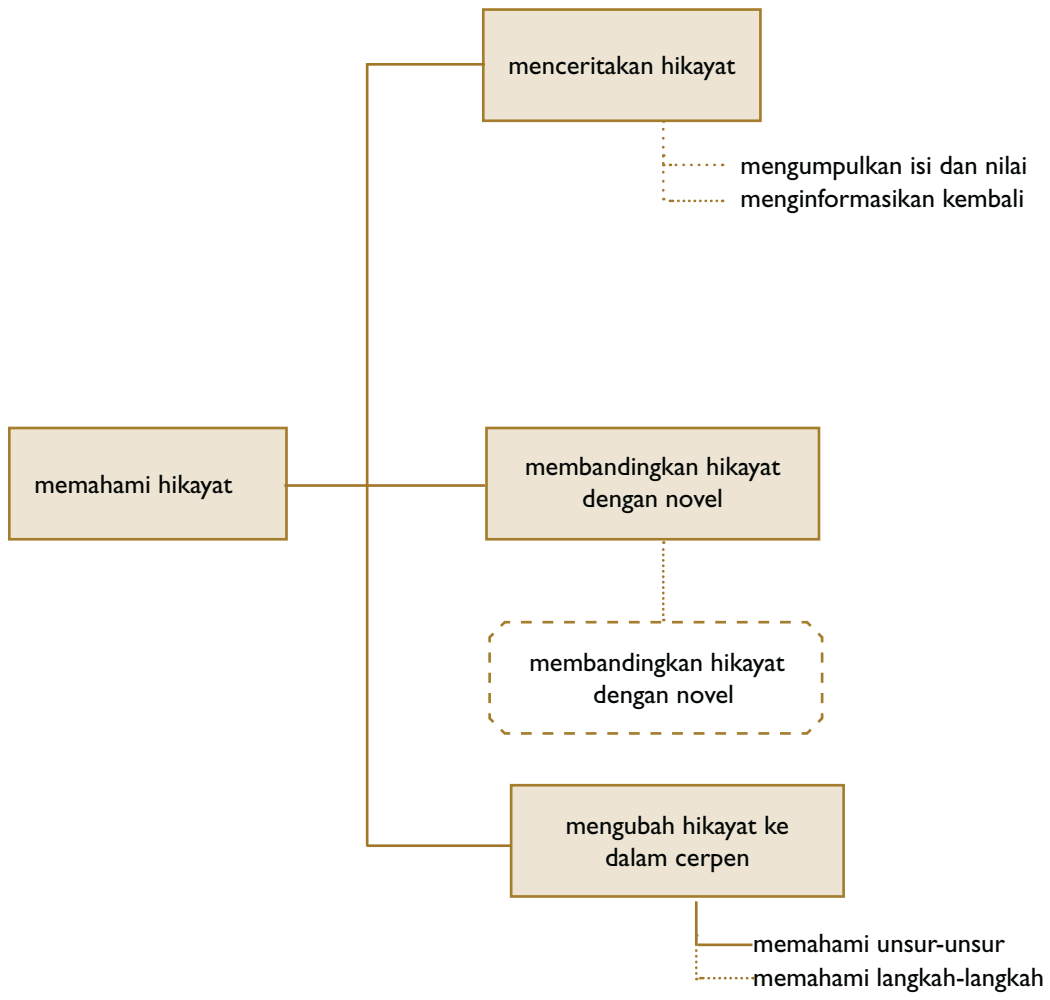 menceritakan hikayat
mengumpulkan isi dan nilai
menginformasikan kembali
memahami hikayat
membandingkan hikayat
dengan novel
membandingkan hikayat
dengan novel
mengubah hikayat ke
dalam cerpen
memahami unsur-unsur
memahami langkah-langkah